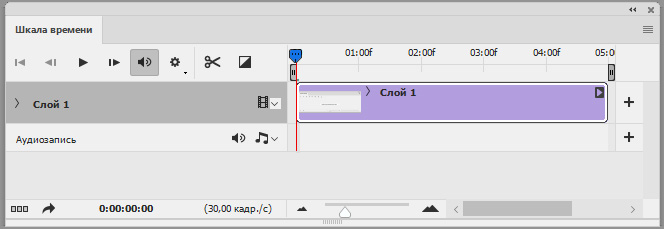 Шкала времени
01:00f 02:00f 03:00f 04:00f 05:0
Слой 1
Слой 1
Аудиозапись
0:00:00:00 (30,00 кадр./с)